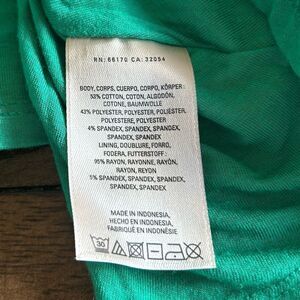 RN: 66170 CA: 32054
BODY, CORPS, CUERPO, CORPO, KÖRPER :
53% COTTON, COTON, ALGODÓN,
COTONE, BAUMWOLLE
43% POLYESTER, POLYESTER, POLIÉSTER,
POLYESTERE, POLYESTER
4% SPANDEX, SPANDEX, SPANDEX,
SPANDEX, SPANDEX
LINING, DOUBLURE, FORRO,
FODERA, FUTTERSTOFF :
95% RAYON, RAYONNE, RAYÓN,
RAYON, REYON
5% SPANDEX, SPANDEX, SPANDEX,
SPANDEX, SPANDEX
MADE IN INDONESIA,
HECHO EN INDONESIA,
FABRIQUÉ EN INDONÉSIE
30